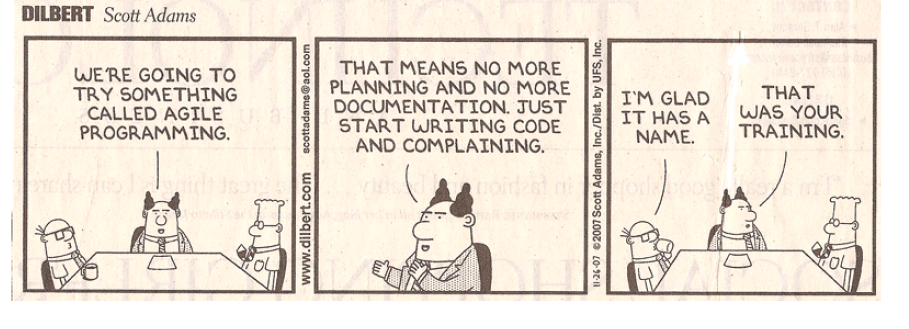 DILBERT Scott Adams
WE'RE GOING TO
TRY SOMETHING
CALLED AGILE
PROGRAMMING.
www.dilbert.com scottadams@aol.com
THAT MEANS NO MORE
PLANNING AND NO MORE
DOCUMENTATION. JUST
START WRITING CODE
AND COMPLAINING.
11-26-07 ©2007 Scott Adams, Inc./Dist. by UFS, Inc.
I'M GLAD
IT HAS A
NAME.
THAT
WAS YOUR
TRAINING.